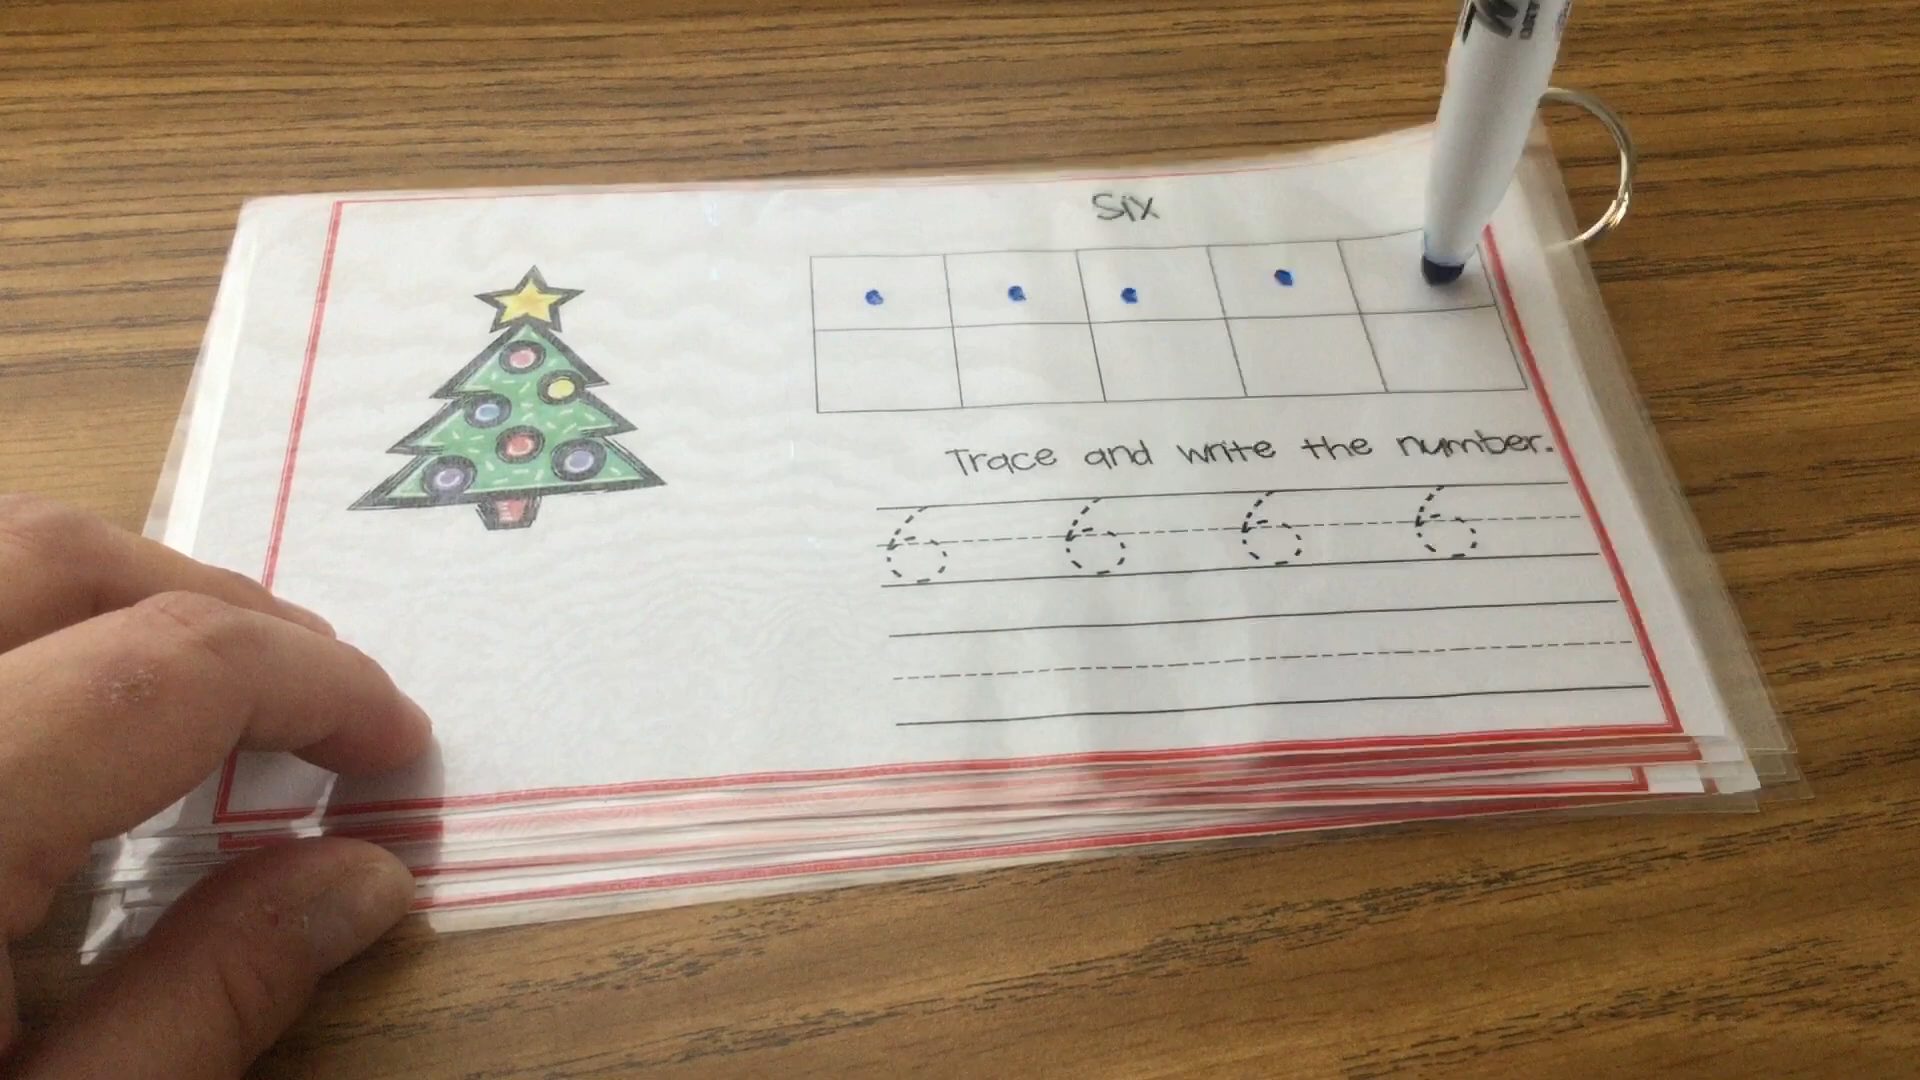 Six
Trace and write the number.
6 6 6 6